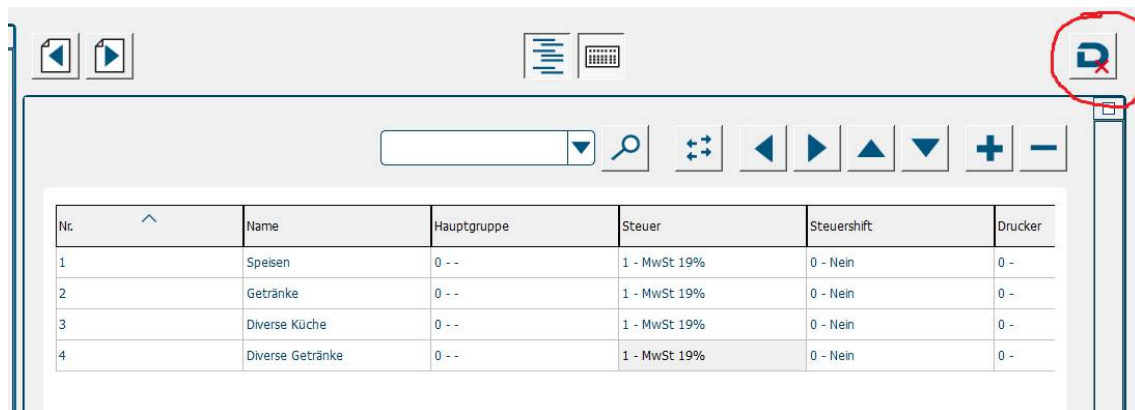 Nr. Name Hauptgruppe Steuer Steuershift Drucker
1 Speisen 0 - - 1 - MwSt 19% 0 - Nein 0 -
2 Getränke 0 - - 1 - MwSt 19% 0 - Nein 0 -
3 Diverse Küche 0 - - 1 - MwSt 19% 0 - Nein 0 -
4 Diverse Getränke 0 - - 1 - MwSt 19% 0 - Nein 0 -